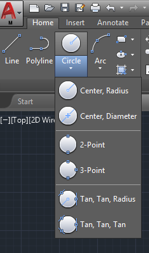 A
M
Home Insert Annotate
Line Polyline Circle Arc
Start
[−][Top][2D Wir
Center, Radius
Center, Diameter
2-Point
3-Point
Tan, Tan, Radius
Tan, Tan, Tan